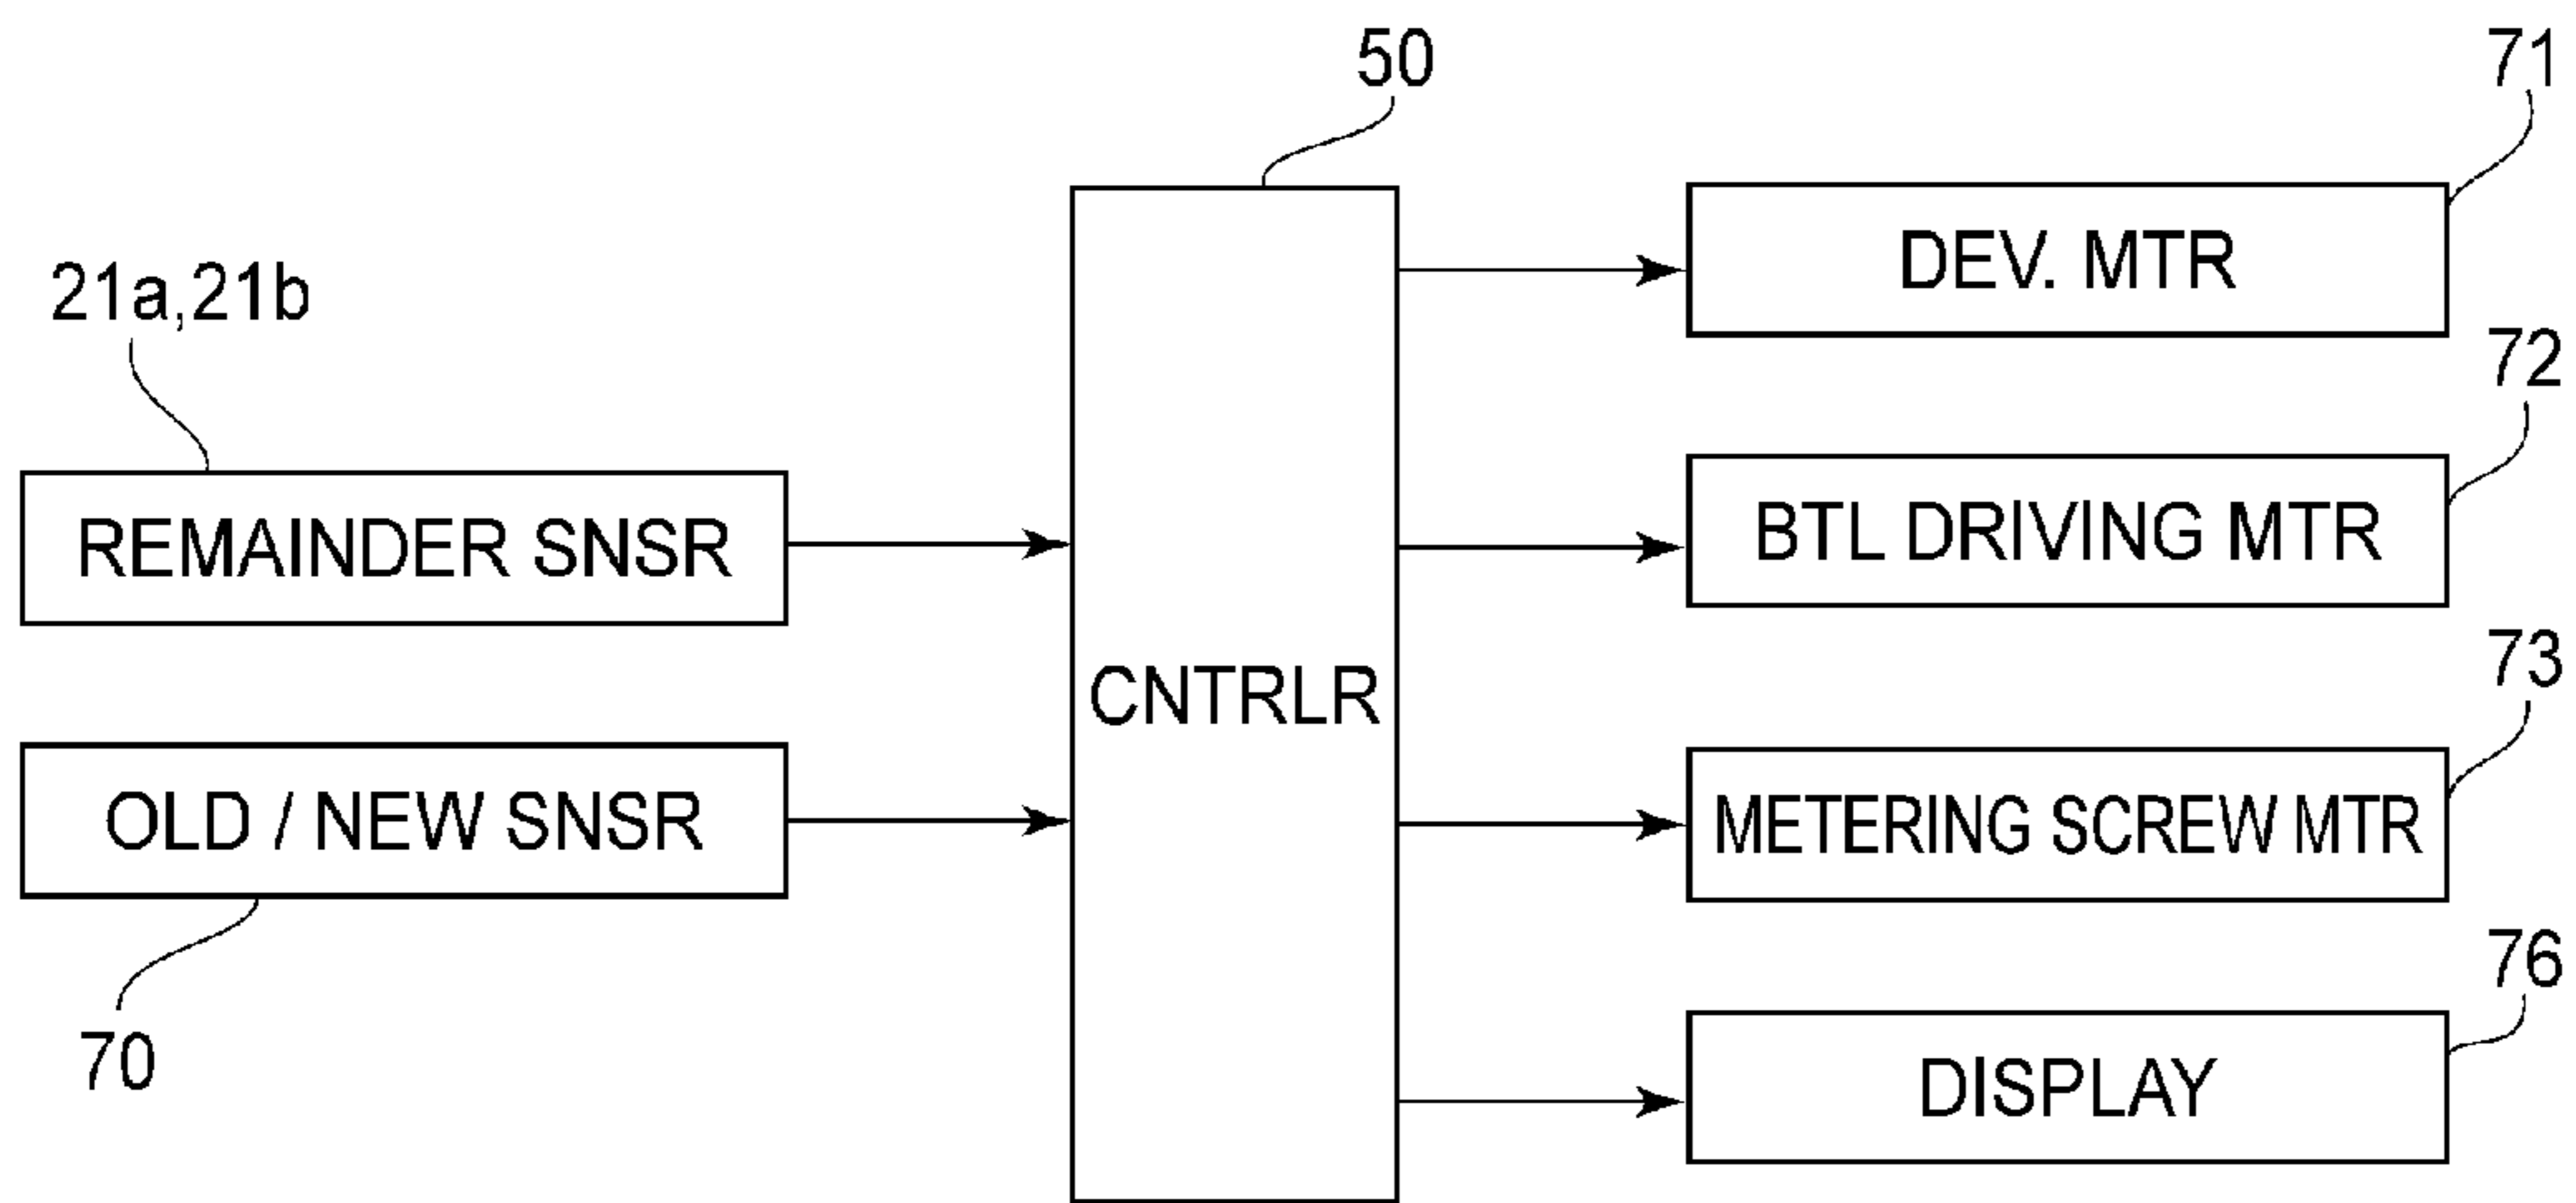 50
71
21a,21b
DEV. MTR
72
REMAINDER SNSR
BTL DRIVING MTR
CNTRLR
73
OLD / NEW SNSR
METERING SCREW MTR
76
70
DISPLAY